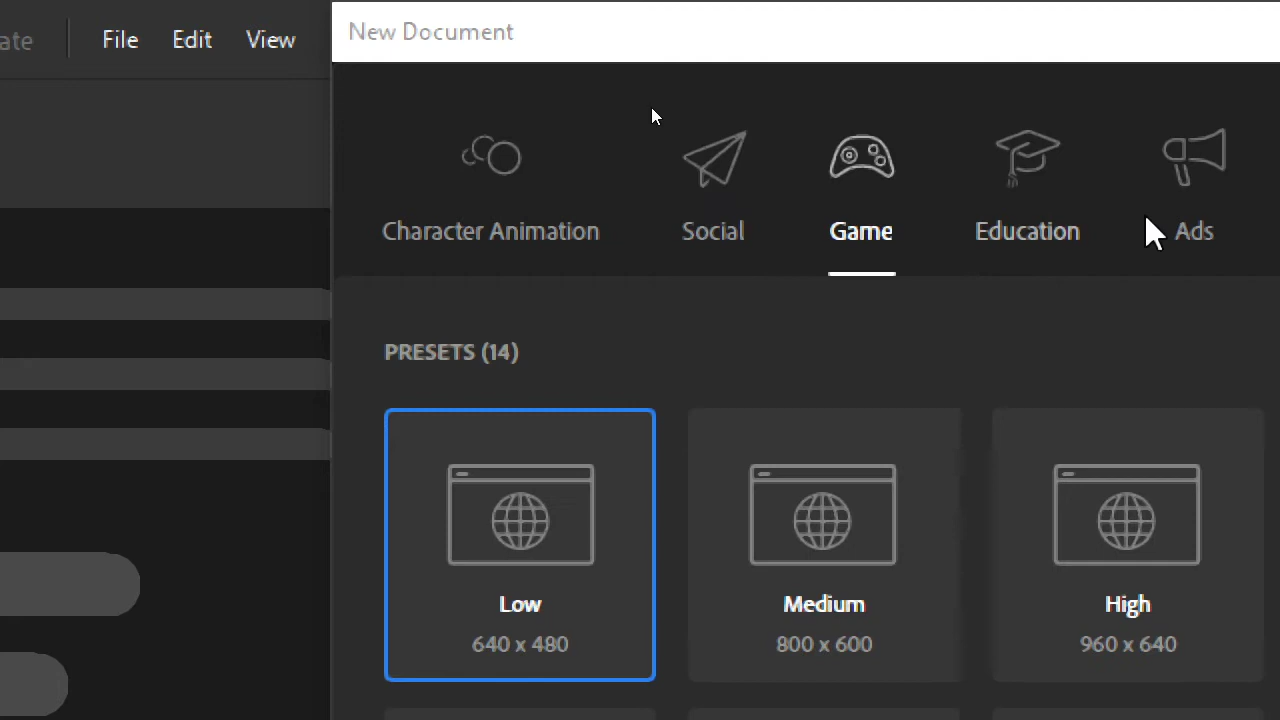 ate File Edit View
New Document
Character Animation Social Game Education Ads
PRESETS (14)
Low Medium High
640 x 480 800 x 600 960 x 640